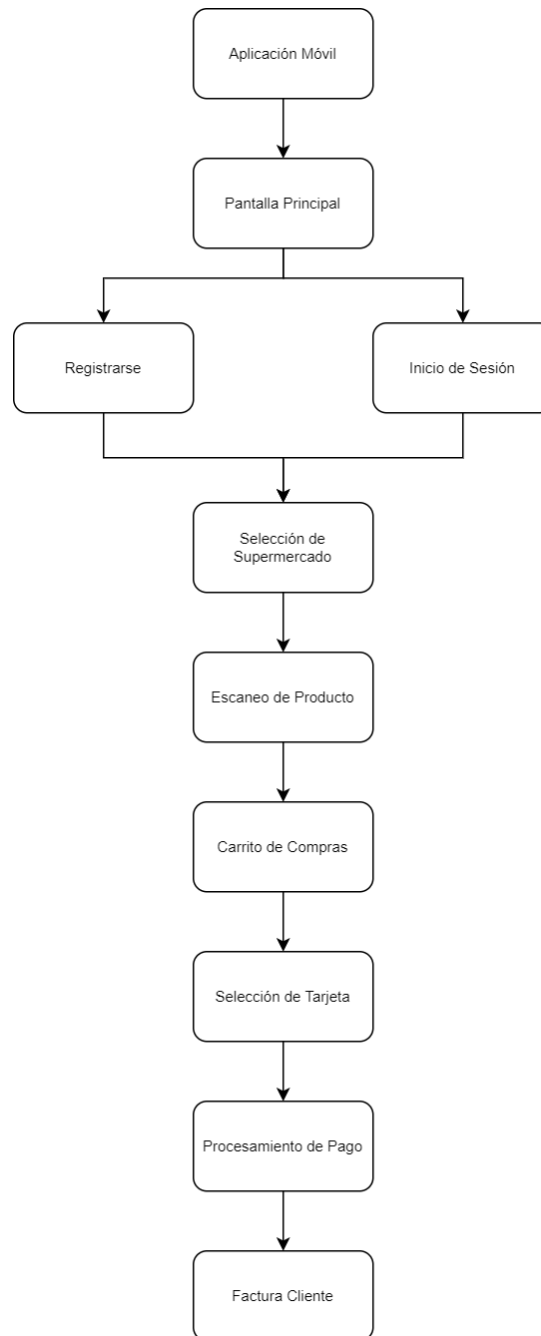 Aplicación Móvil
Pantalla Principal
Registrarse
Inicio de Sesión
Selección de
Supermercado
Escaneo de Producto
Carrito de Compras
Selección de Tarjeta
Procesamiento de Pago
Factura Cliente